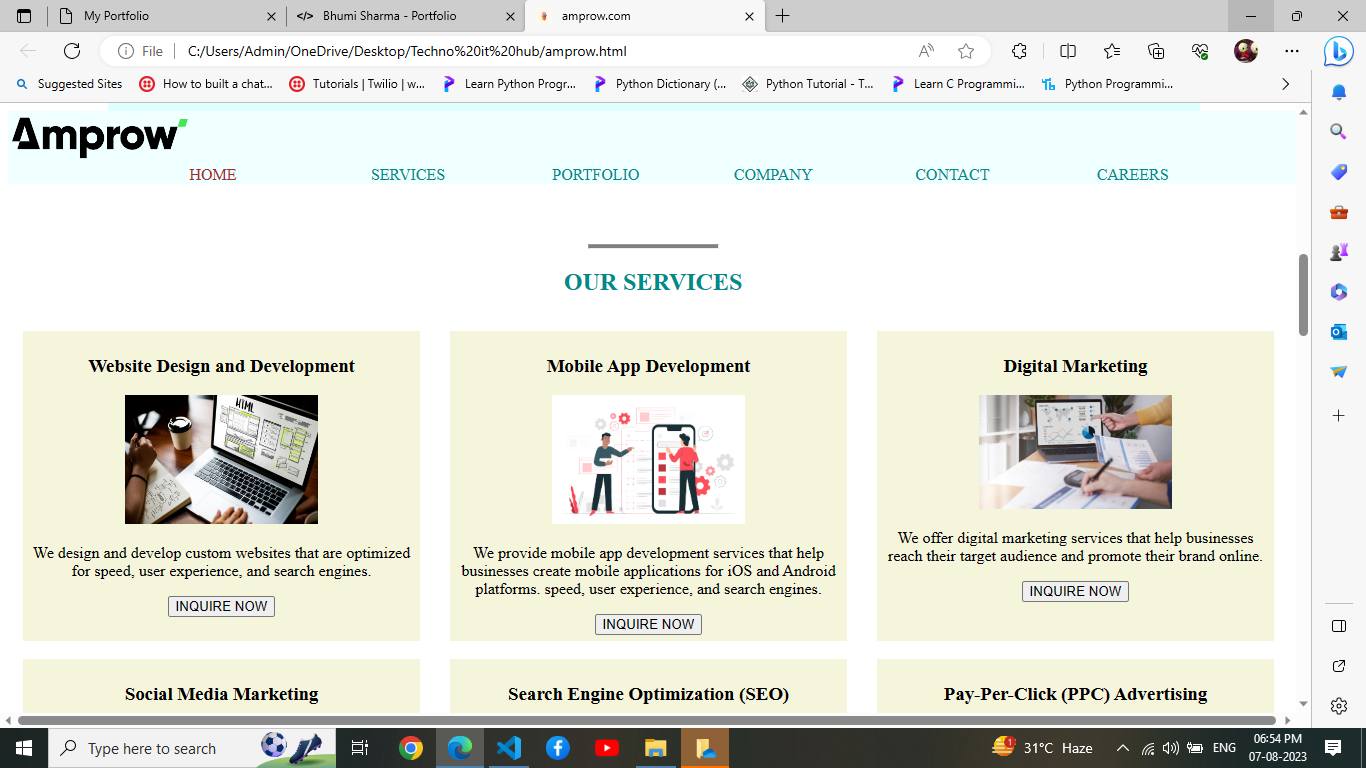 My Portfolio
Bhumi Sharma - Portfolio
amprow.com
File
C:/Users/Admin/OneDrive/Desktop/Techno%20it%20hub/amprow.html
Suggested Sites
How to built a chat...
Tutorials | Twilio | w...
Learn Python Progr...
Python Dictionary (...
Python Tutorial - T...
Learn C Programmi...
Python Programmi...
Amprow
HOME SERVICES PORTFOLIO COMPANY CONTACT CAREERS
OUR SERVICES
Website Design and Development
HTML
We design and develop custom websites that are optimized
for speed, user experience, and search engines.
INQUIRE NOW
Mobile App Development
We provide mobile app development services that help
businesses create mobile applications for iOS and Android
platforms. speed, user experience, and search engines.
INQUIRE NOW
Digital Marketing
We offer digital marketing services that help businesses
reach their target audience and promote their brand online.
INQUIRE NOW
Social Media Marketing
Search Engine Optimization (SEO)
Pay-Per-Click (PPC) Advertising
Type here to search
1
31°C Haze
ENG
06:54 PM
07-08-2023